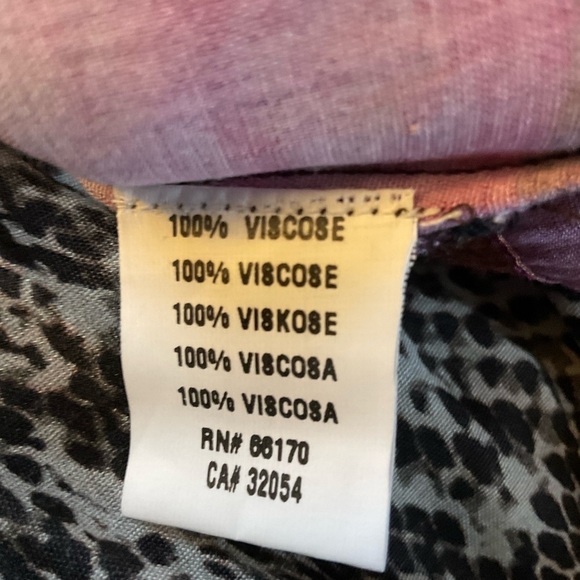 100% VISCOSE
100% VISCOSE
100% VISKOSE
100% VISCOSA
100% VISCOSA
RN# 66170
CA# 32054